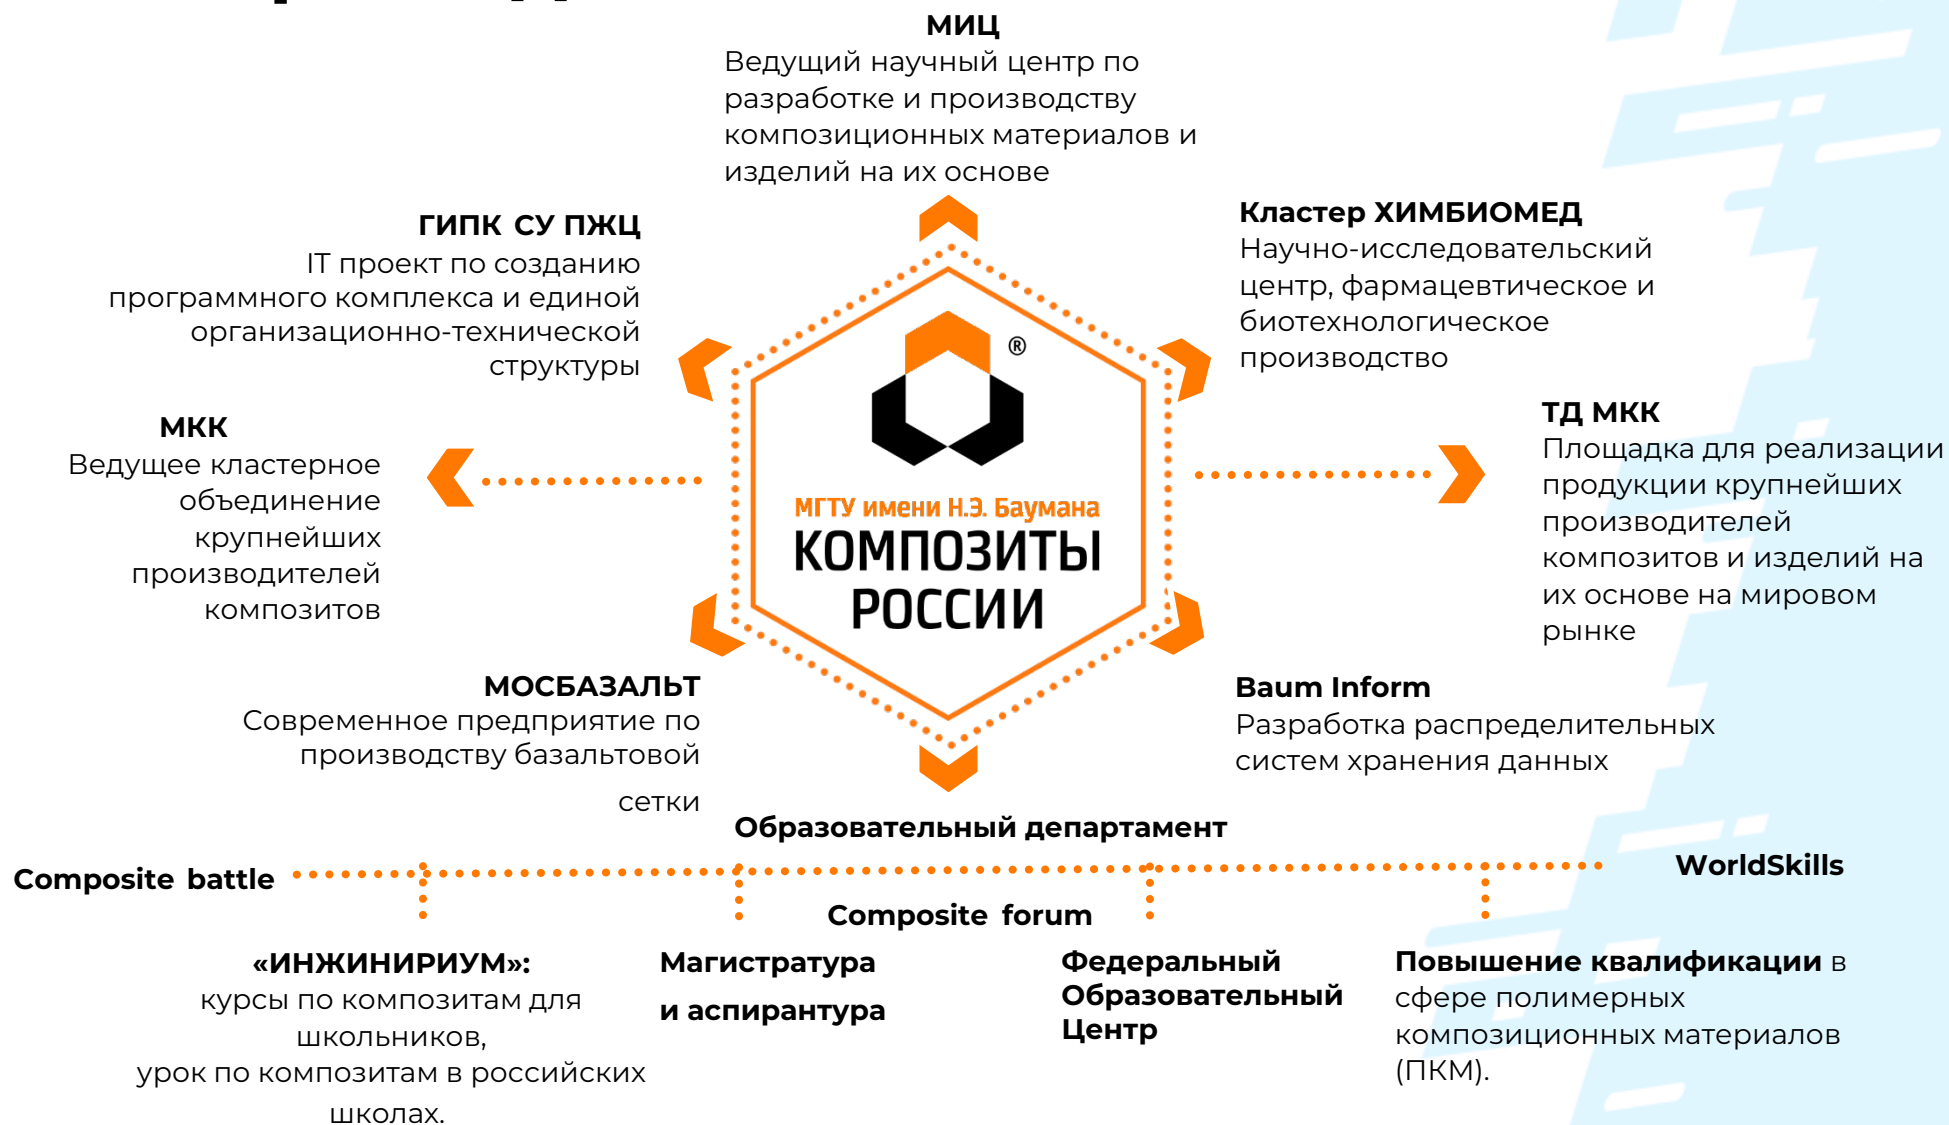 МИЦ
Ведущий научный центр по
разработке и производству
композиционных материалов и
изделий на их основе
ГИПК СУ ПЖЦ
IT проект по созданию
программного комплекса и единой
организационно-технической
структуры
Кластер ХИМБИОМЕД
Научно-исследовательский
центр, фармацевтическое и
биотехнологическое
производство
МКК
Ведущее кластерное
объединение
крупнейших
производителей
композитов
®
МГТУ имени Н.Э. Баумана
КОМПОЗИТЫ
РОССИИ
ТД МКК
Площадка для реализации
продукции крупнейших
производителей
композитов и изделий на
их основе на мировом
рынке
МОСБАЗАЛЬТ
Современное предприятие по
производству базальтовой
сетки
Baum Inform
Разработка распределительных
систем хранения данных
Образовательный департамент
Composite battle
WorldSkills
Composite forum
«ИНЖИНИРИУМ»:
курсы по композитам для
школьников,
урок по композитам в российских
школах.
Магистратура
и аспирантура
Федеральный
Образовательный
Центр
Повышение квалификации в
сфере полимерных
композиционных материалов
(ПКМ).